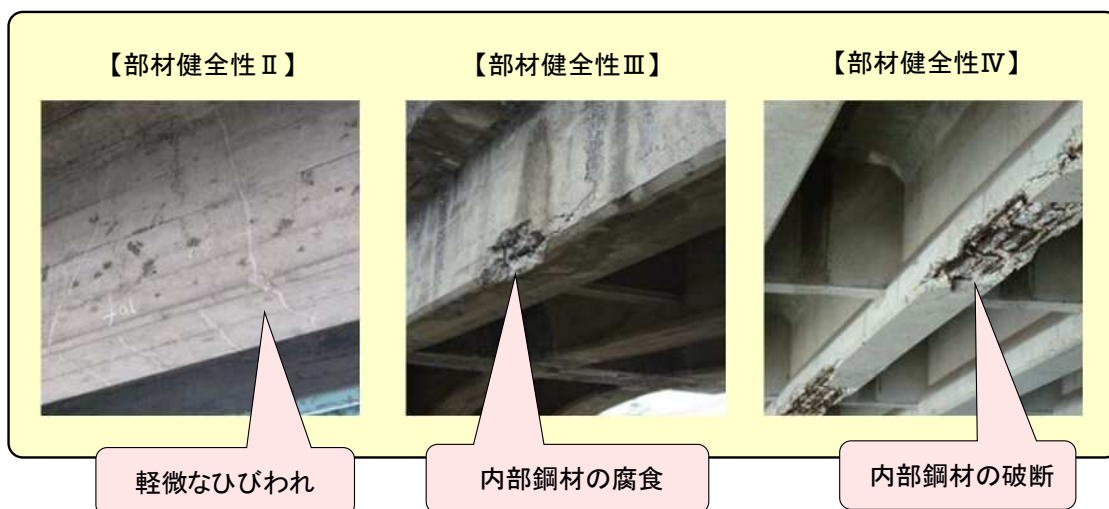 【部材健全性Ⅱ】
【部材健全性Ⅲ】
【部材健全性Ⅳ】
軽微なひびわれ
内部鋼材の腐食
内部鋼材の破断